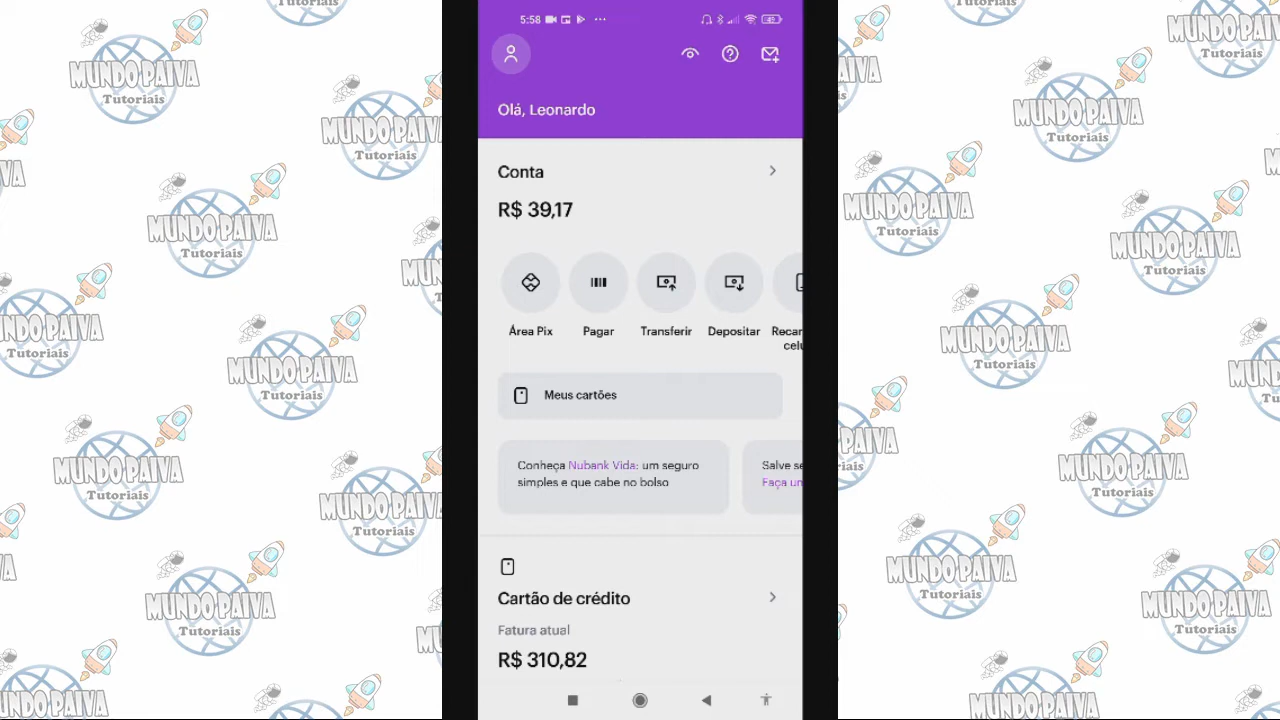 5:58
Olá, Leonardo
Conta
R$ 39,17
Área Pix
Pagar
Transferir
Depositar
Meus cartões
Conheça Nubank Vida: um seguro
simples e que cabe no bolso
Salve
Cartão de crédito
Fatura atual
R$ 310,82
MUNDO PAIVA
Tutoriais